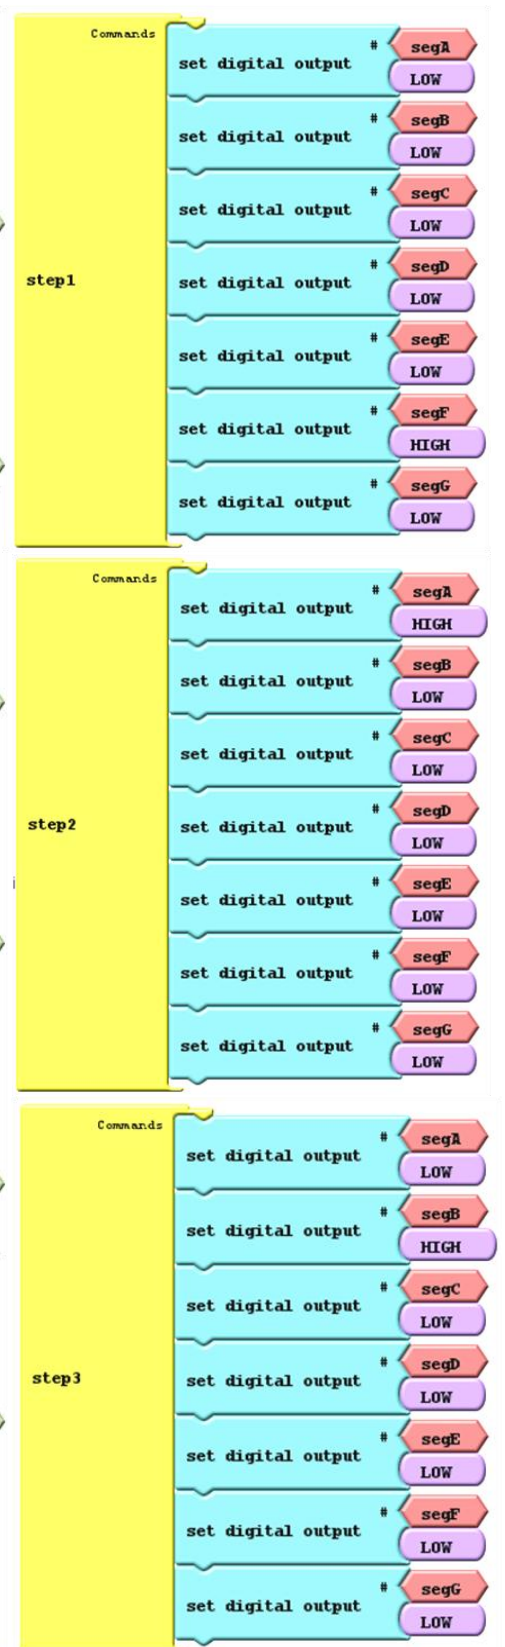 Commands
# segA
set digital output
LOW
# segB
set digital output
LOW
# segC
set digital output
LOW
# segD
set digital output
LOW
step1
# segE
set digital output
LOW
# segF
set digital output
HIGH
# segG
set digital output
LOW
Commands
# segA
set digital output
HIGH
# segB
set digital output
LOW
# segC
set digital output
LOW
# segD
set digital output
step2
LOW
# segE
set digital output
LOW
# segF
set digital output
LOW
# segG
set digital output
LOW
Commands
# segA
set digital output
LOW
# segB
set digital output
HIGH
# segC
set digital output
LOW
# segD
step3
set digital output
LOW
# segE
set digital output
LOW
# segF
set digital output
LOW
# segG
set digital output
LOW